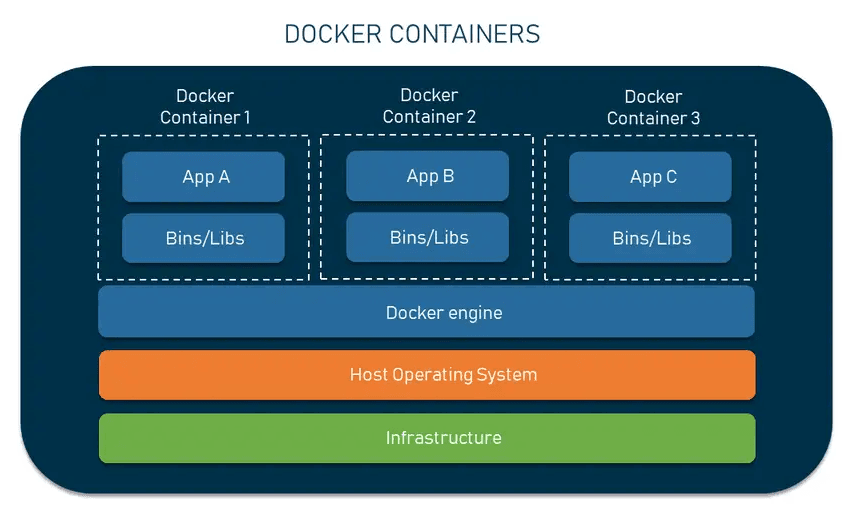 DOCKER CONTAINERS
Docker
Container 1
Docker
Container 2
Docker
Container 3
App A
App B
App C
Bins/Libs
Bins/Libs
Bins/Libs
Docker engine
Host Operating System
Infrastructure